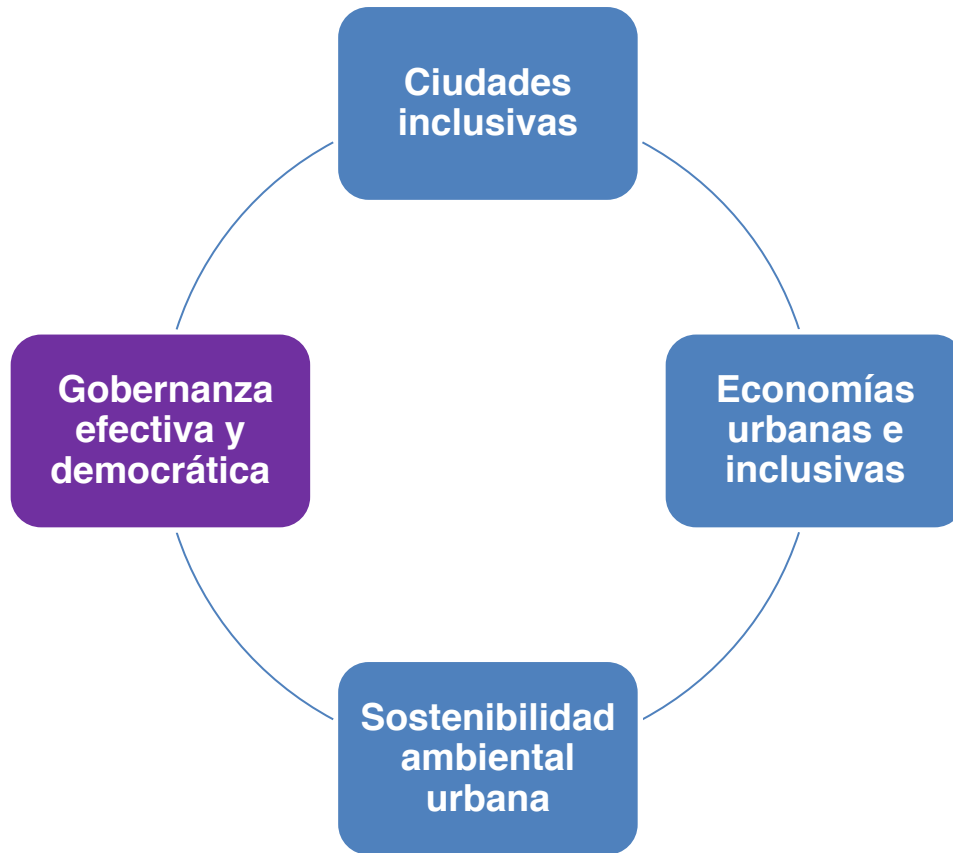 Ciudades
inclusivas
Gobernanza
efectiva y
democrática
Economías
urbanas e
inclusivas
Sostenibilidad
ambiental
urbana